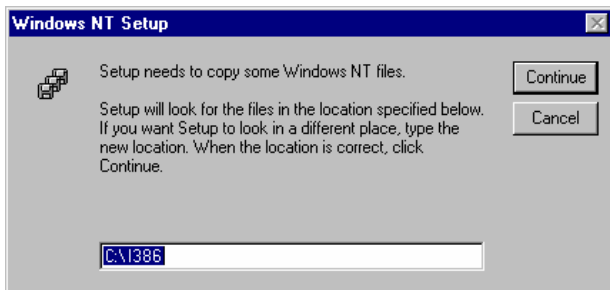 Windows NT Setup
Setup needs to copy some Windows NT files.
Continue
Setup will look for the files in the location specified below.
If you want Setup to look in a different place, type the
new location. When the location is correct, click
Continue.
Cancel
C:\I386